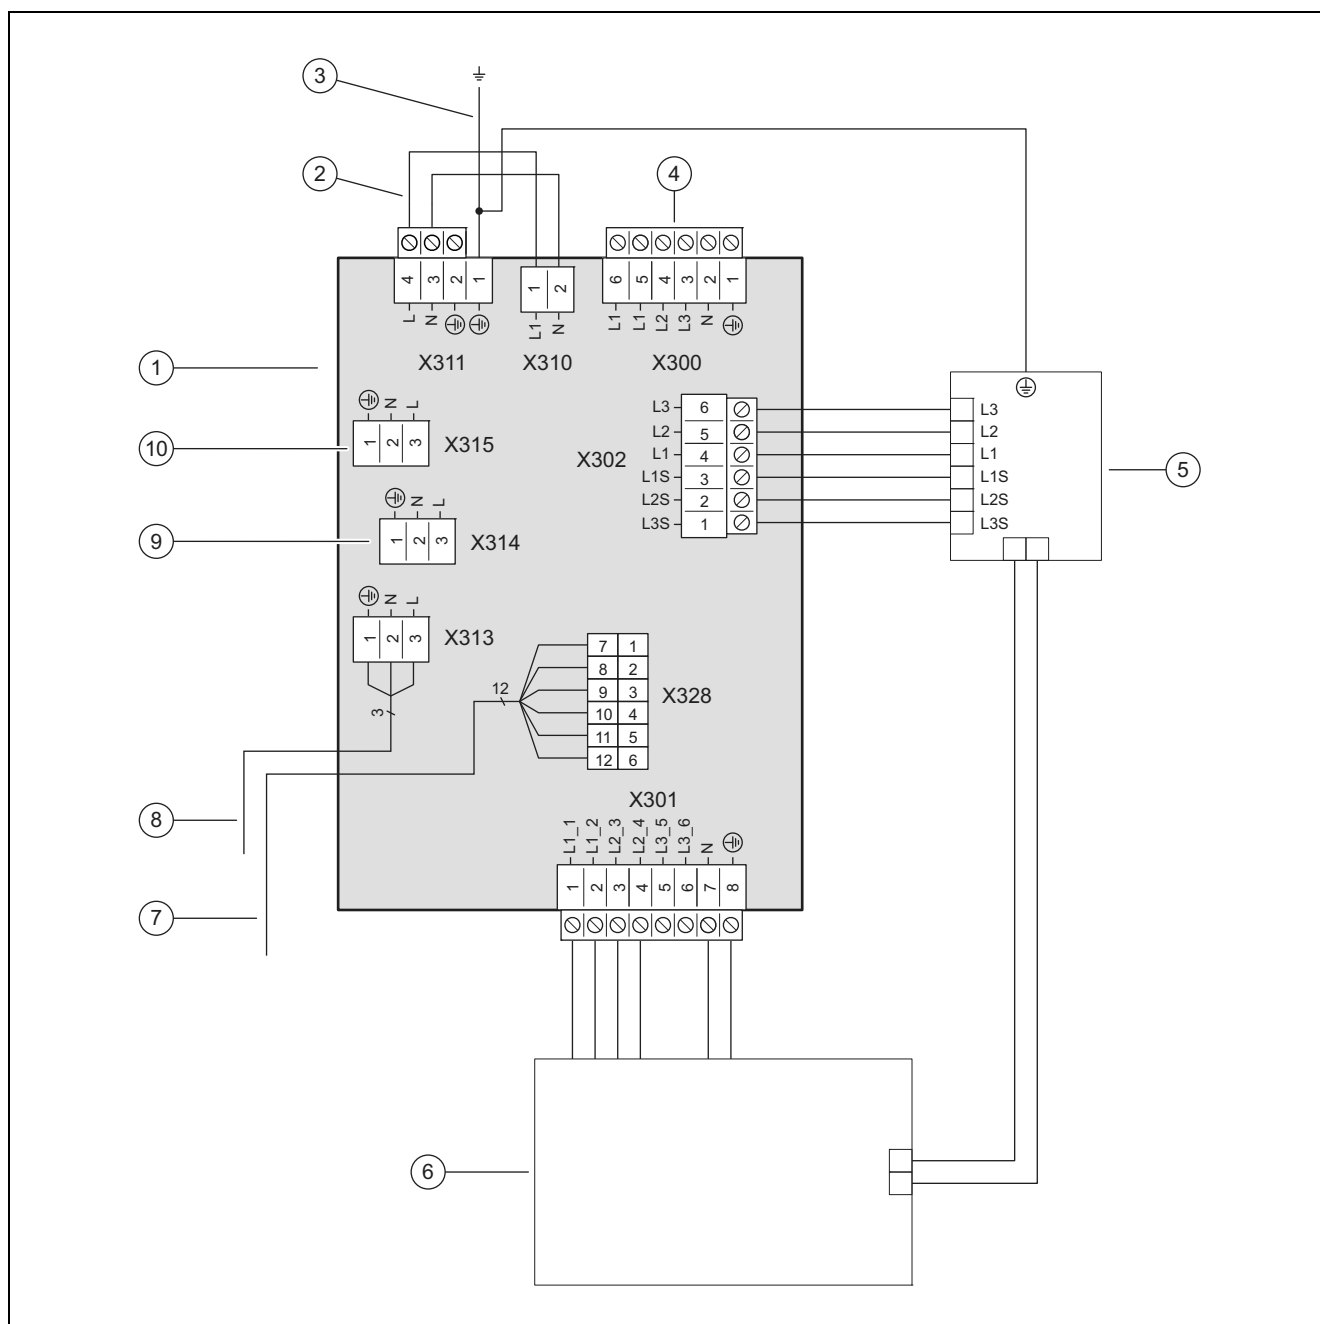 3
2
4
4 3 2 1
L N
X311
1 2
L1 N
X310
6 5 4 3 2 1
L1 L1 L2 L3 N
X300
1
N L
1 2 3
X315
10
L3 6
L2 5
L1 4
L1S 3
L2S 2
L3S 1
X302
L3
L2
L1
L1S
L2S
L3S
5
N L
1 2 3
X314
9
N L
1 2 3
X313
3
12
7 1
8 2
9 3
10 4
11 5
12 6
X328
8
7
X301
L1_1 L1_2 L2_3 L2_4 L3_5 L3_6 N
1 2 3 4 5 6 7 8
6